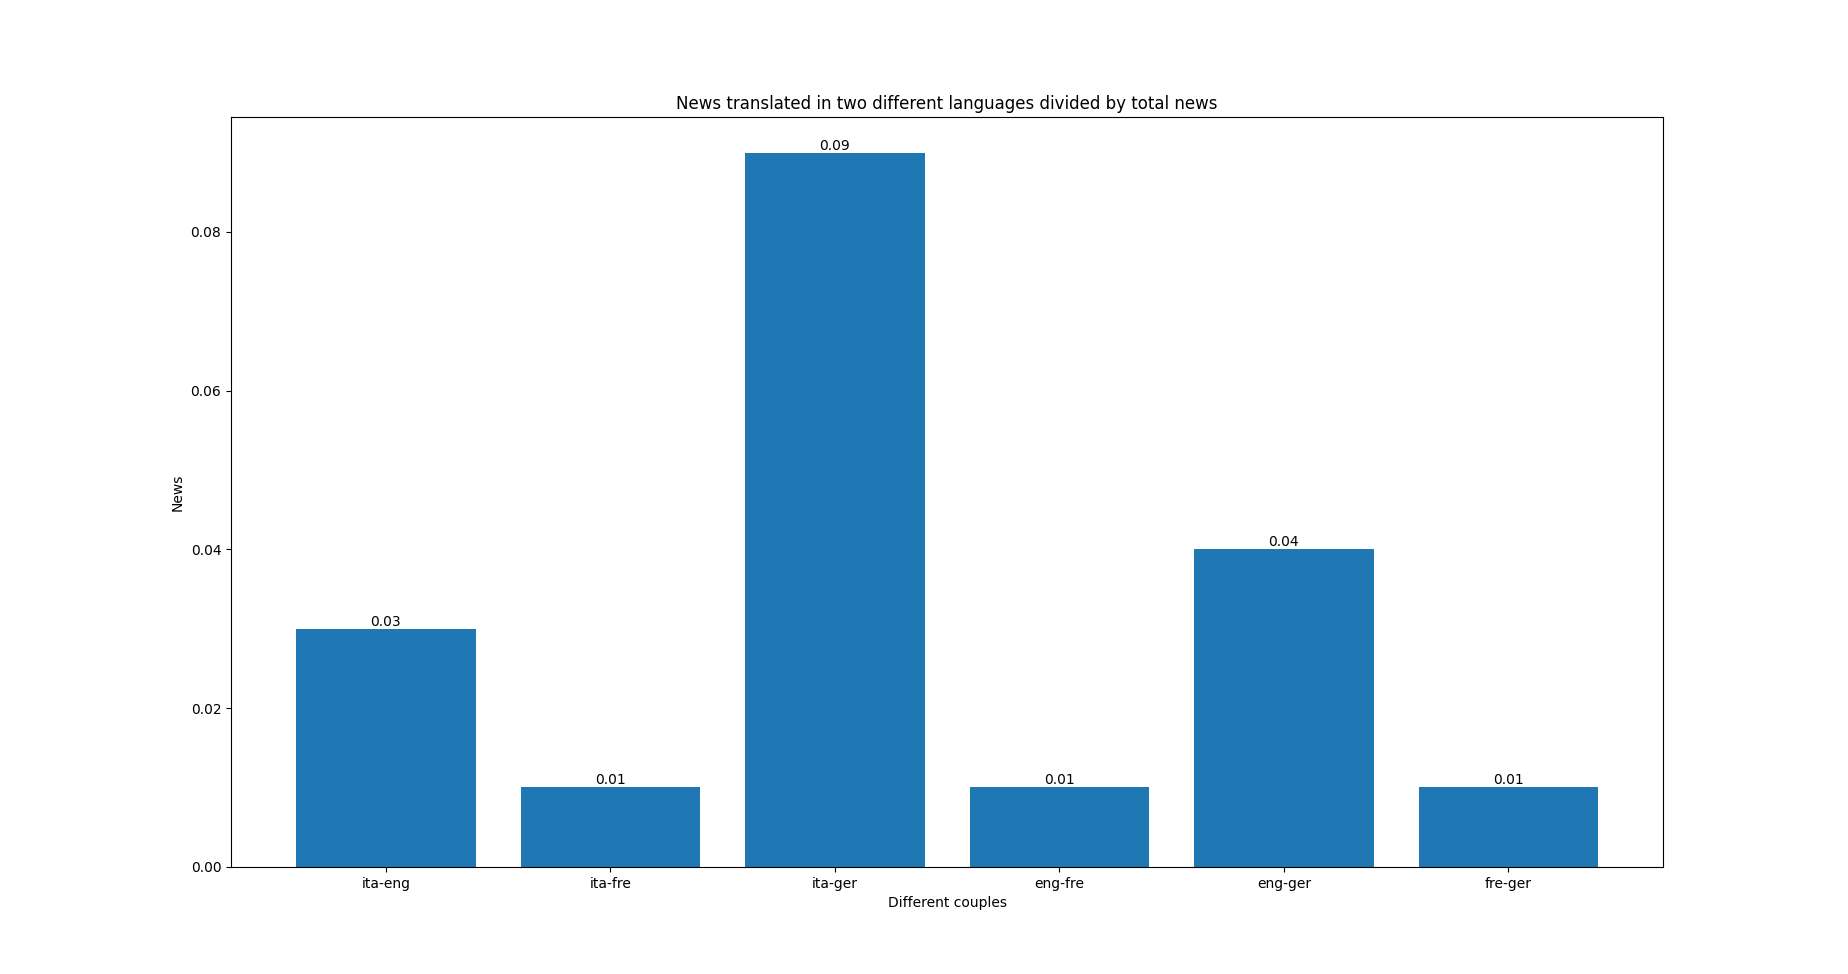 News translated in two different languages divided by total news
0.09
0.08
0.06
News
0.04
0.04
0.03
0.02
0.01
0.01
0.01
0.00
ita-eng
ita-fre
ita-ger
eng-fre
eng-ger
fre-ger
Different couples